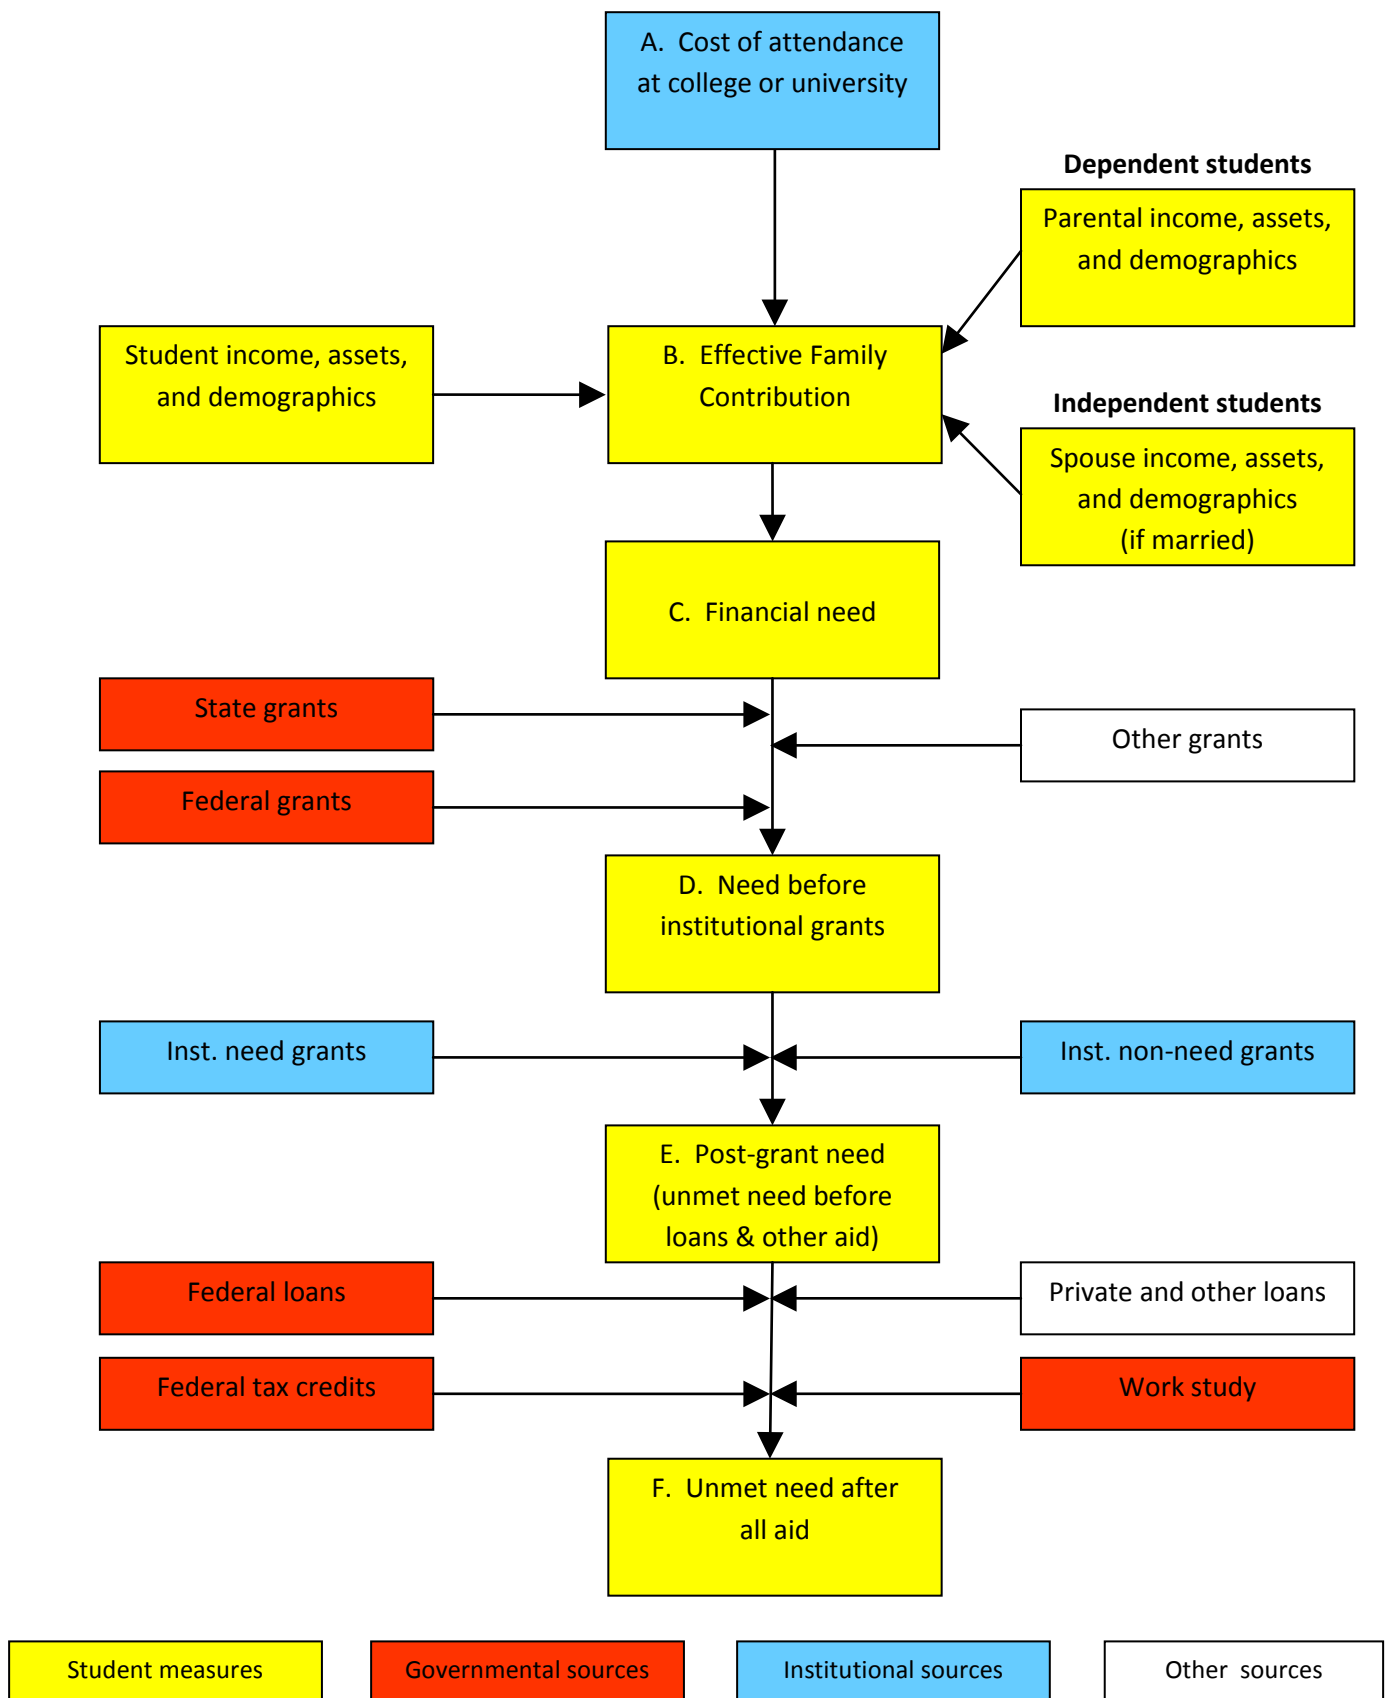 A.  Cost of attendance
at college or university
Dependent students
Parental income, assets,
and demographics
Student income, assets,
and demographics
B.  Effective Family
Contribution
Independent students
Spouse income, assets,
and demographics
(if married)
C.  Financial need
State grants
Other grants
Federal grants
D.  Need before
institutional grants
Inst. need grants
Inst. non-need grants
E.  Post-grant need
(unmet need before
loans & other aid)
Federal loans
Private and other loans
Federal tax credits
Work study
F.  Unmet need after
all aid
Student measures
Governmental sources
Institutional sources
Other  sources